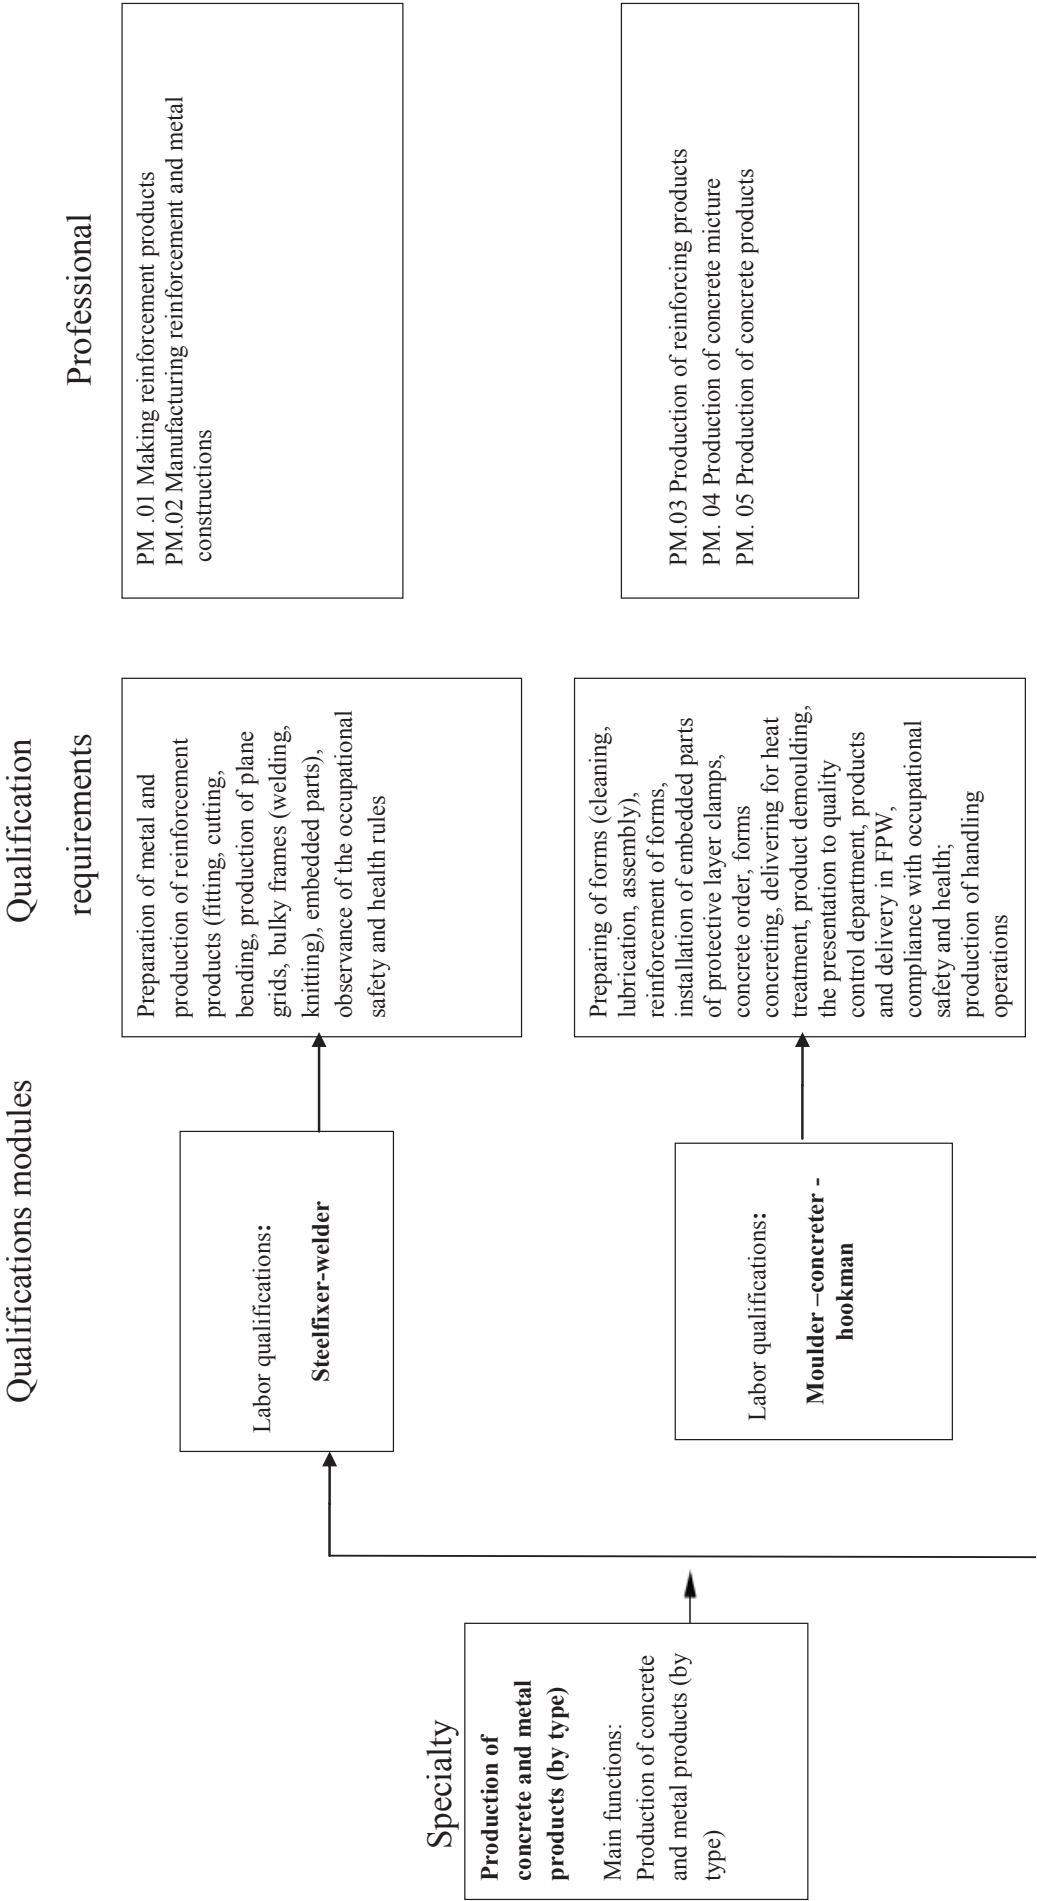 Specialty
Production of
concrete and metal
products (by type)
Main functions:
Production of concrete
and metal products (by
type)
Qualifications modules
Labor qualifications:
Steelfixer-welder
Labor qualifications:
Moulder –concreter -
hookman
Qualification
requirements
Preparation of metal and
production of reinforcement
products (fitting, cutting,
bending, production of plane
grids, bulky frames (welding,
knitting), embedded parts),
observance of the occupational
safety and health rules
Preparing of forms (cleaning,
lubrication, assembly),
reinforcement of forms,
installation of embedded parts
of protective layer clamps,
concrete order, forms
concreting, delivering for heat
treatment, product demoulding,
the presentation to quality
control department, products
and delivery in FPW,
compliance with occupational
safety and health;
production of handling
operations
Professional
PM .01 Making reinforcement products
PM.02 Manufacturing reinforcement and metal
constructions
PM.03 Production of reinforcing products
PM. 04 Production of concrete micture
PM. 05 Production of concrete products